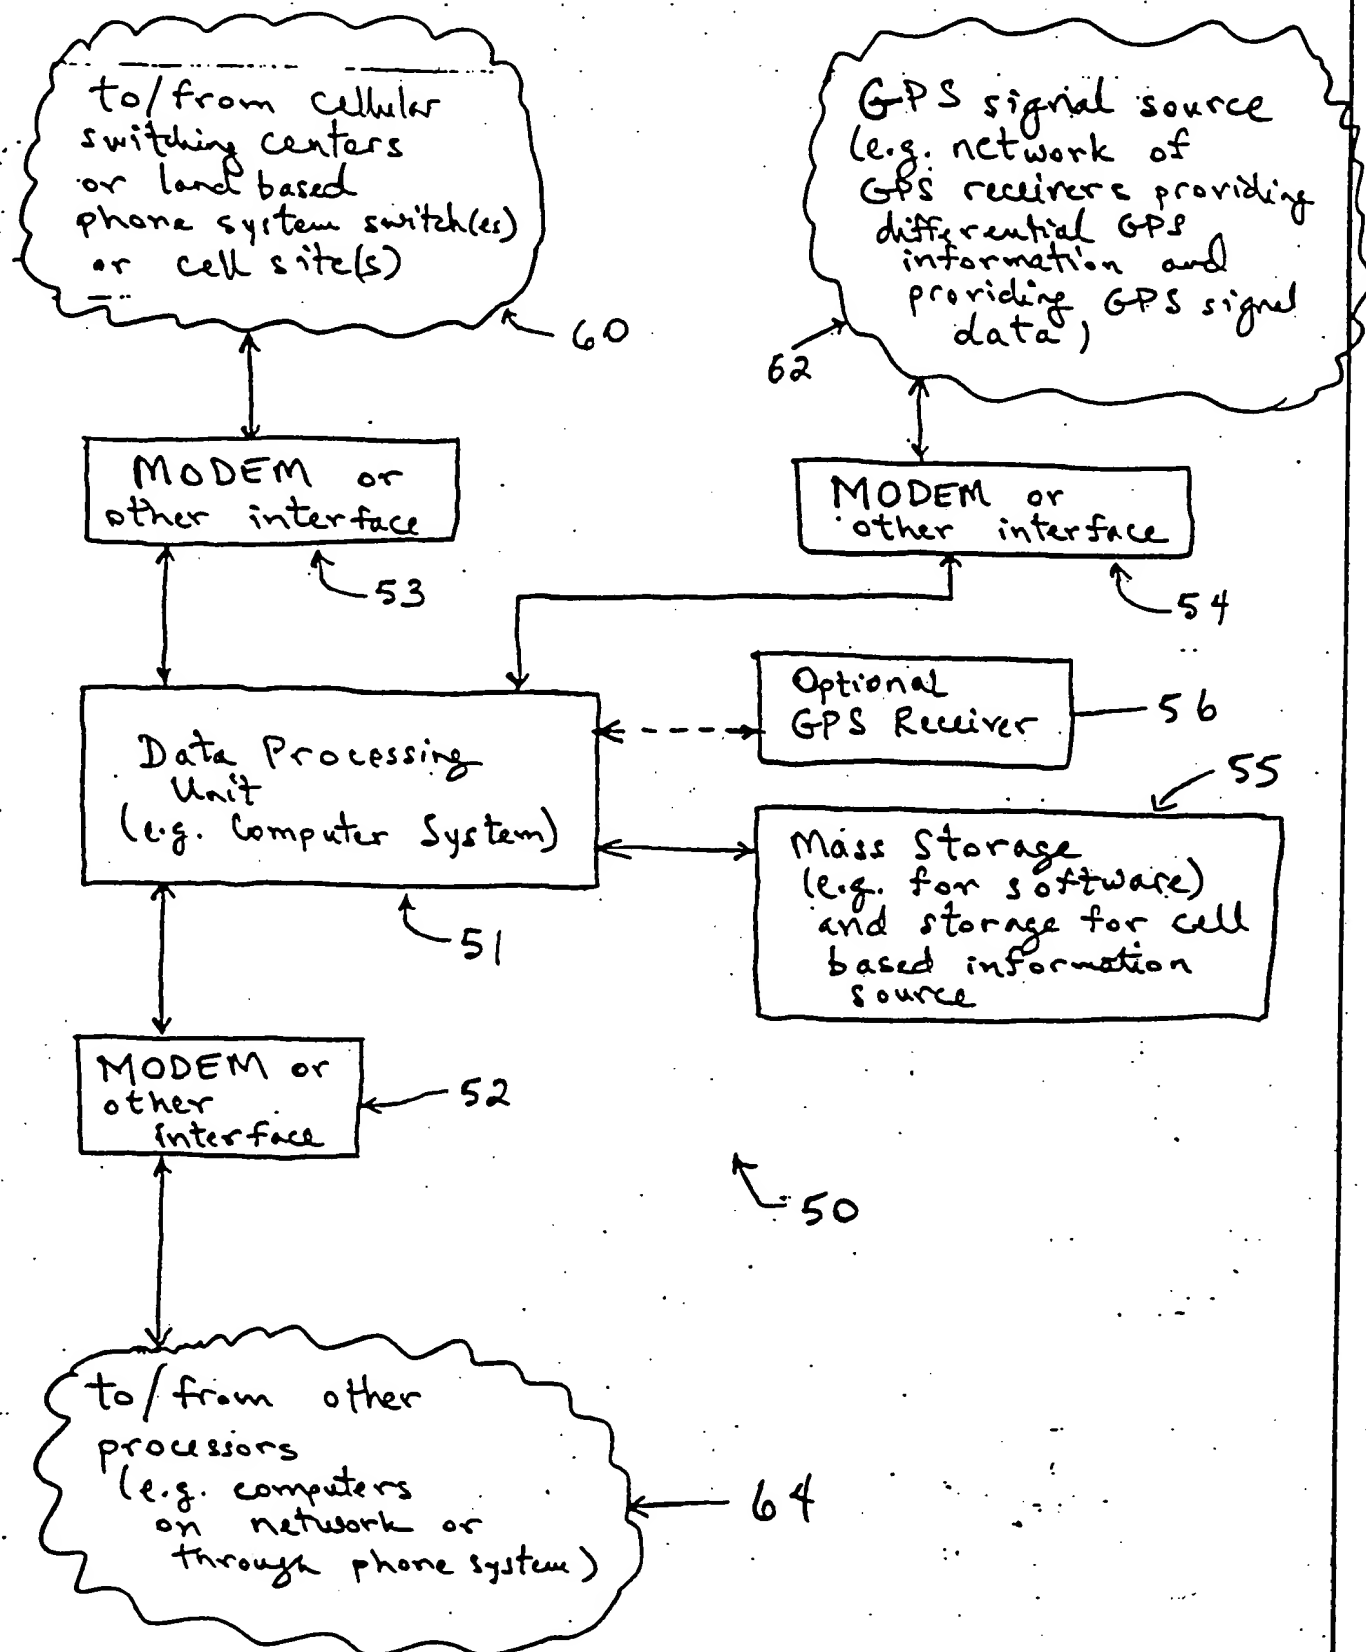 to/from cellular
switching centers
or land based
phone system switch(es)
or cell site(s)
60
GPS signal source
(e.g. network of
GPS receivers providing
differential GPS
information and
providing GPS signal
data)
62
MODEM or
other interface
53
MODEM or
other interface
54
Optional
GPS Receiver
56
Data Processing
Unit
(e.g. Computer System)
51
55
Mass Storage
(e.g. for software)
and storage for cell
based information
source
MODEM or
other
interface
52
50
to/from other
processors
(e.g. computers
on network or
through phone system)
64